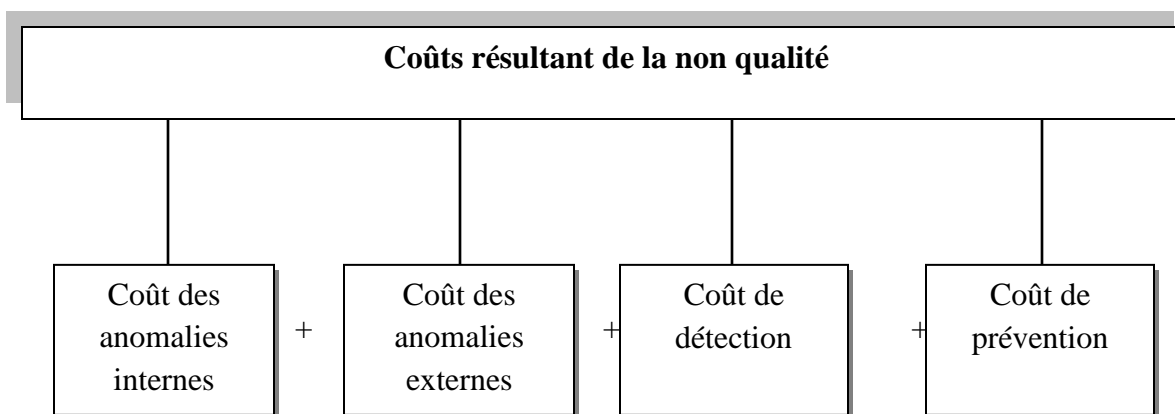 Coûts résultant de la non qualité
Coût des
anomalies
internes
+
Coût des
anomalies
externes
+
Coût de
détection
+
Coût de
prévention